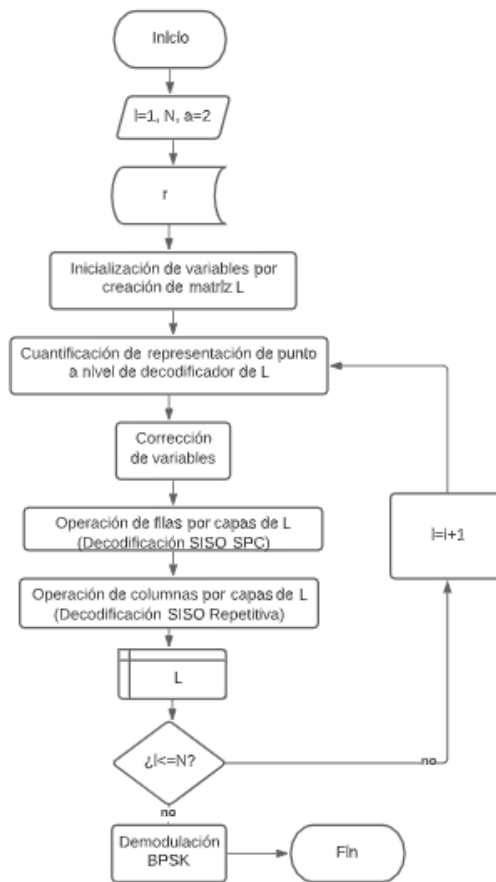 Inicio
l=1, N, a=2
r
Inicialización de variables por
creación de matriz L
Cuantificación de representación de punto
a nivel de decodificador de L
Corrección
de variables
Operación de filas por capas de L
(Decodificación SISO SPC)
l=l+1
Operación de columnas por capas de L
(Decodificación SISO Repetitiva)
L
¿l<=N?
no
no
Demodulación
BPSK
Fin